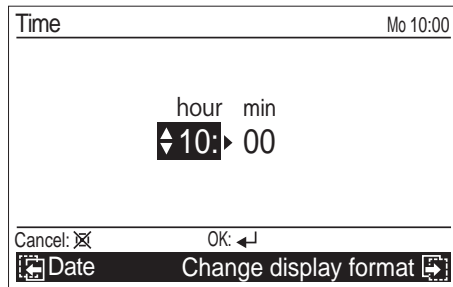 Time Mo 10:00
hour min
10: 00
Cancel: OK:
Date Change display format